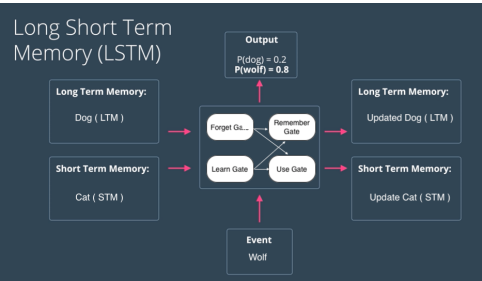 Long Short Term
Memory (LSTM)
Output
P(dog) = 0.2
P(wolf) = 0.8
Long Term Memory:
Dog ( LTM )
Short Term Memory:
Cat ( STM )
Forget Ga...
Remember
Gate
Learn Gate
Use Gate
Long Term Memory:
Updated Dog ( LTM )
Short Term Memory:
Update Cat ( STM )
Event
Wolf